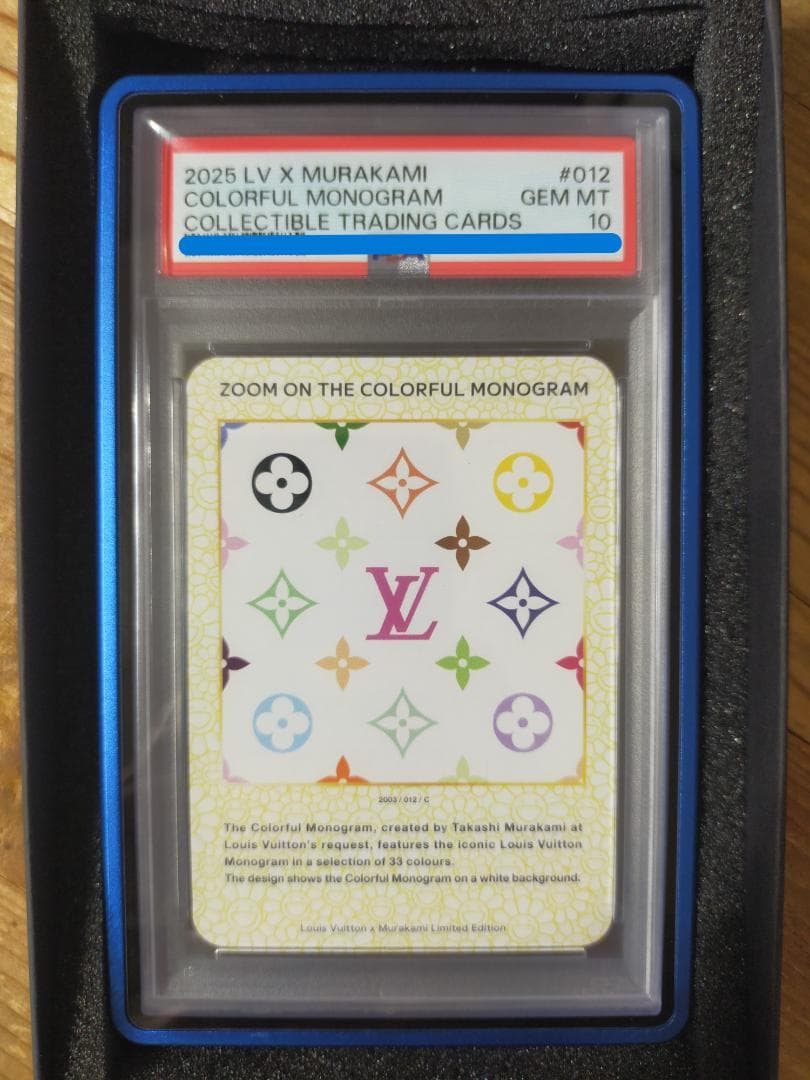 2025 LV X MURAKAMI #012
COLORFUL MONOGRAM GEM MT
COLLECTIBLE TRADING CARDS 10
ZOOM ON THE COLORFUL MONOGRAM
LV
2003 / 012 / C
The Colorful Monogram, created by Takashi Murakami at
Louis Vuitton's request, features the iconic Louis Vuitton
Monogram in a selection of 33 colours.
The design shows the Colorful Monogram on a white background.
Louis Vuitton x Murakami Limited Edition